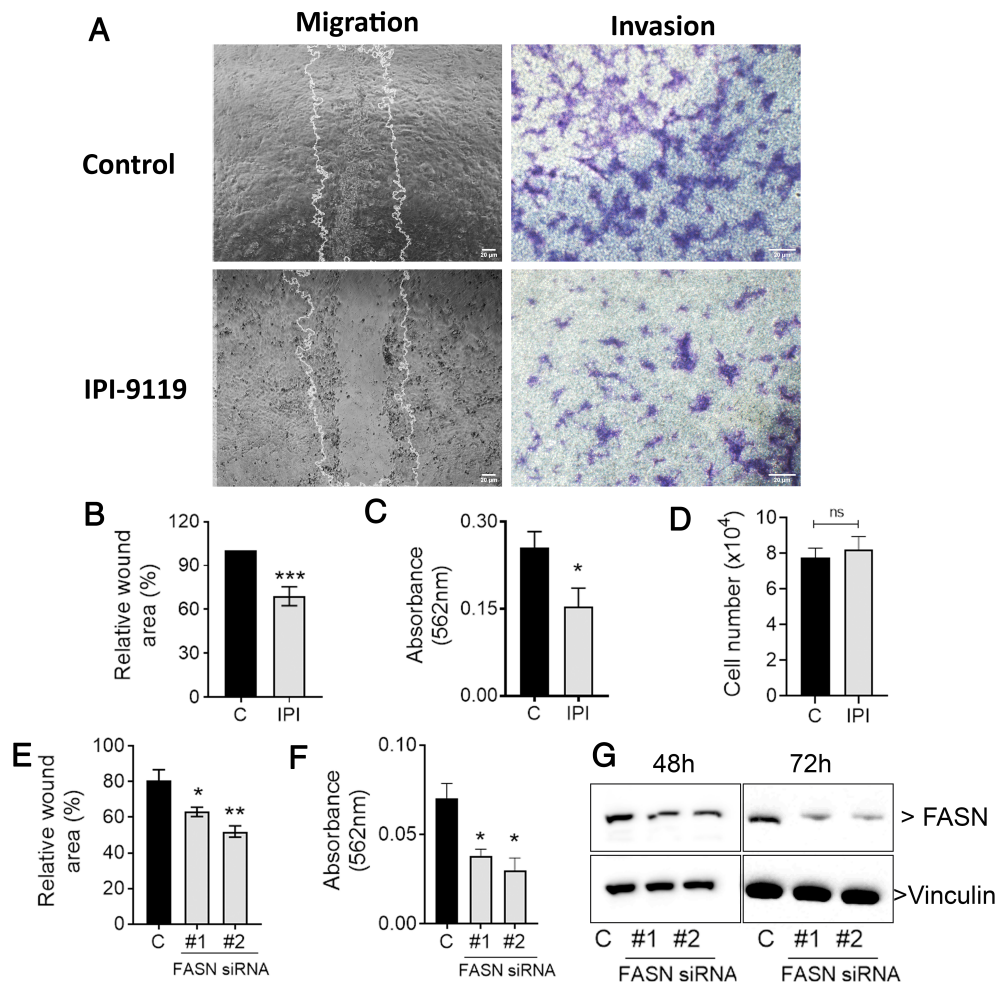 A
Migration
Invasion
Control
20 µm
20 µm
IPI-9119
20 µm
20 µm
B
Relative wound
area (%)
120
90
60
30
0
***
C
IPI
C
Absorbance
(562nm)
0.30
0.15
0.00
*
C
IPI
D
Cell number (x10⁴)
10
8
6
4
2
0
ns
C
IPI
E
Relative wound
area (%)
100
80
60
40
20
0
*
**
C
#1
#2
FASN siRNA
F
Absorbance
(562nm)
0.10
0.05
0.00
*
*
C
#1
#2
FASN siRNA
G
48h
72h
> FASN
>Vinculin
C #1 #2
C #1 #2
FASN siRNA
FASN siRNA